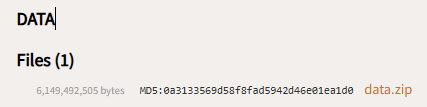 DATA
Files (1)
6,149,492,505 bytes MD5:0a3133569d58f8fad5942d46e01ea1d0 data.zip